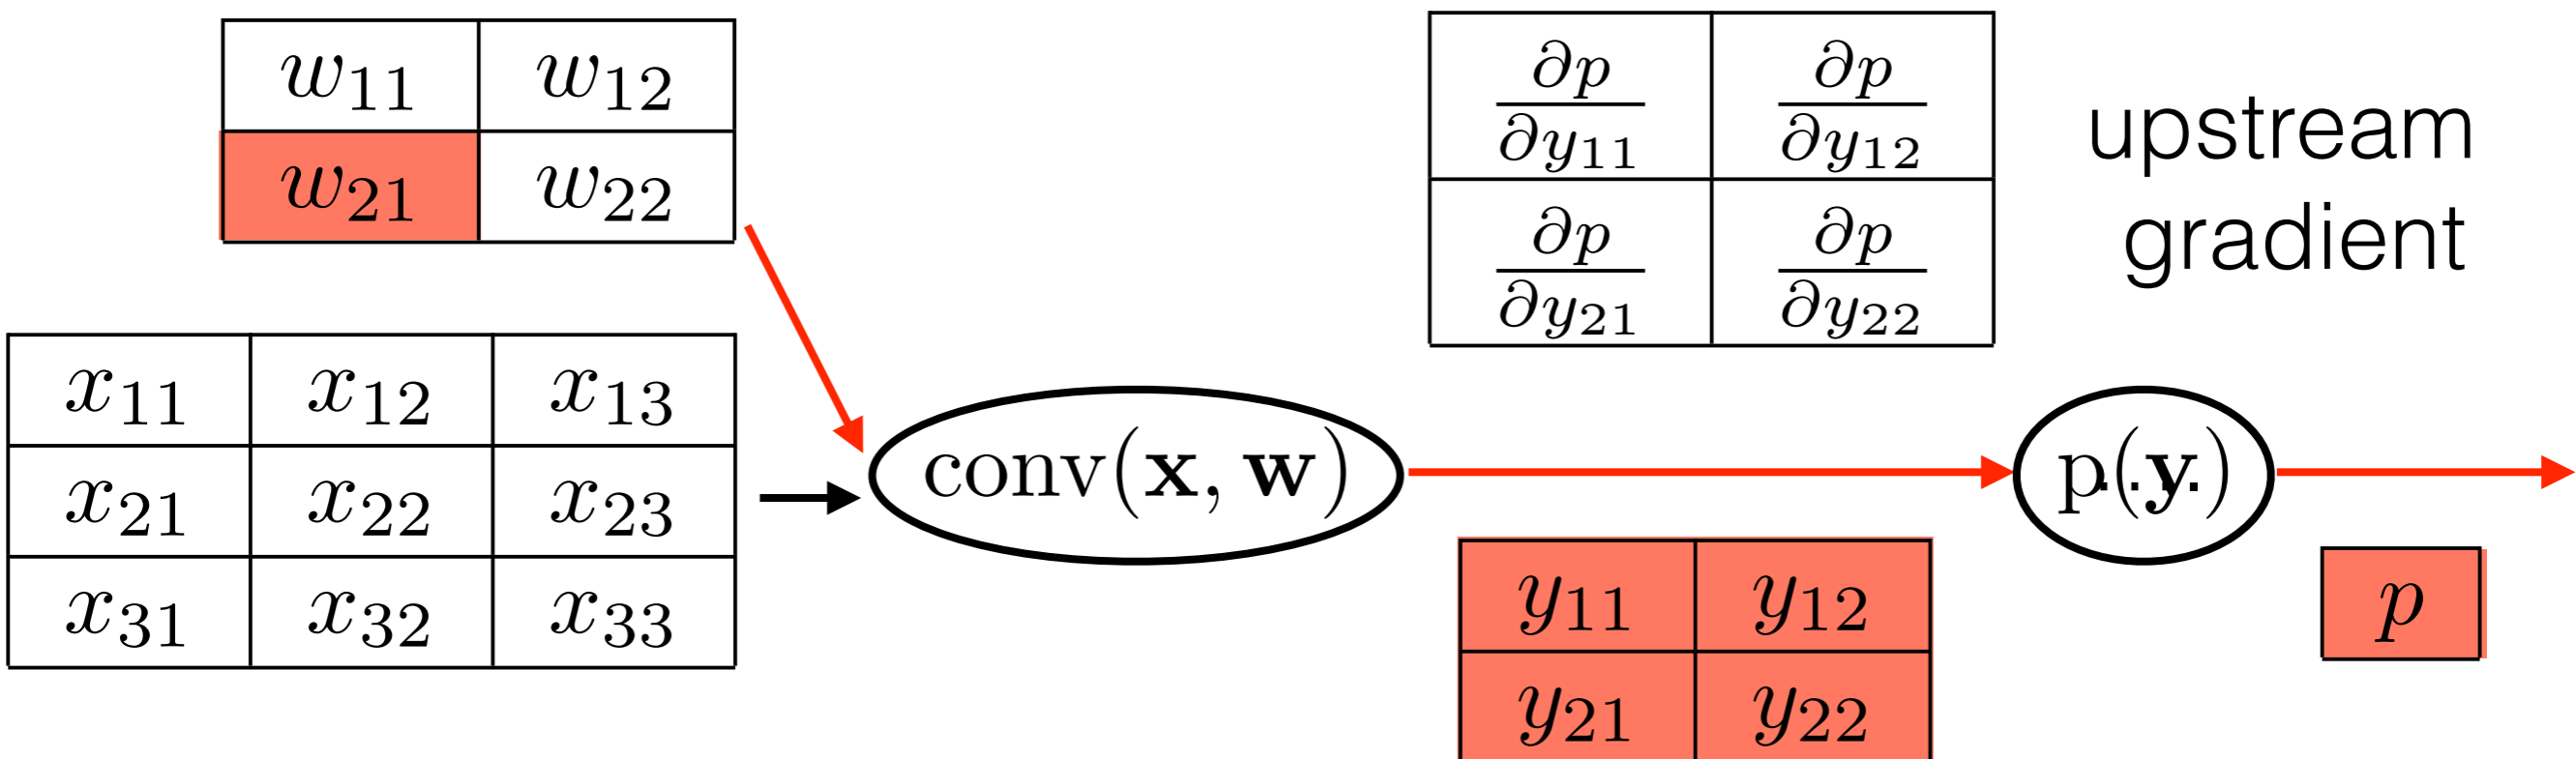 w₁₁ w₁₂
w₂₁ w₂₂
x₁₁ x₁₂ x₁₃
x₂₁ x₂₂ x₂₃
x₃₁ x₃₂ x₃₃
conv(𝐱, 𝐰)
∂p/∂y₁₁ ∂p/∂y₁₂
∂p/∂y₂₁ ∂p/∂y₂₂
upstream
gradient
y₁₁ y₁₂
y₂₁ y₂₂
p(𝐲)
...
p